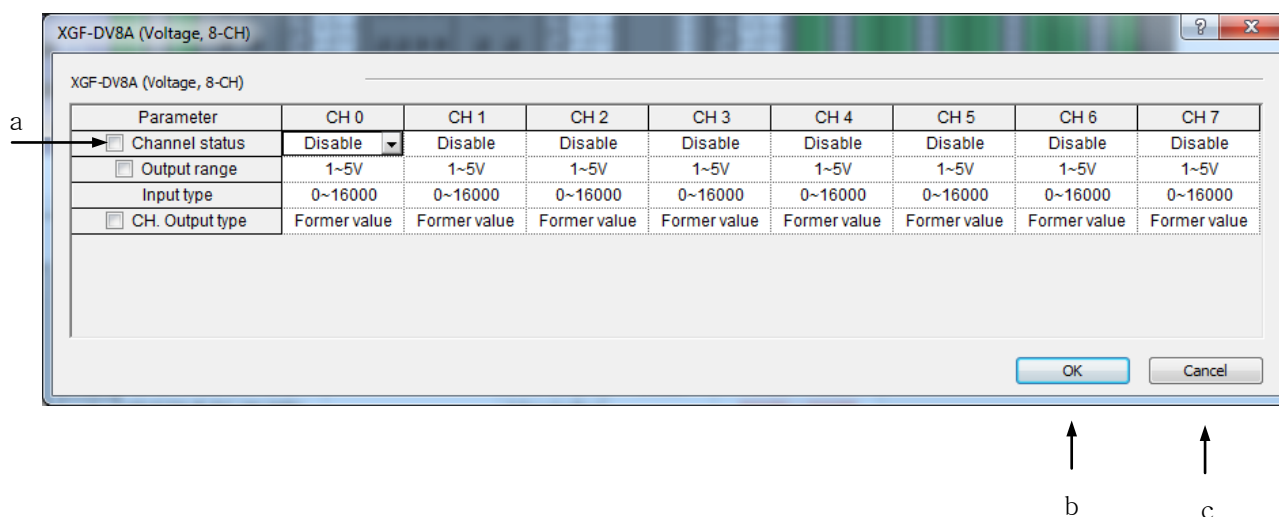 XGF-DV8A (Voltage, 8-CH)
XGF-DV8A (Voltage, 8-CH)
Parameter CH 0 CH 1 CH 2 CH 3 CH 4 CH 5 CH 6 CH 7
a
Channel status Disable Disable Disable Disable Disable Disable Disable Disable
Output range 1~5V 1~5V 1~5V 1~5V 1~5V 1~5V 1~5V 1~5V
Input type 0~16000 0~16000 0~16000 0~16000 0~16000 0~16000 0~16000 0~16000
CH. Output type Former value Former value Former value Former value Former value Former value Former value Former value
OK Cancel
b c